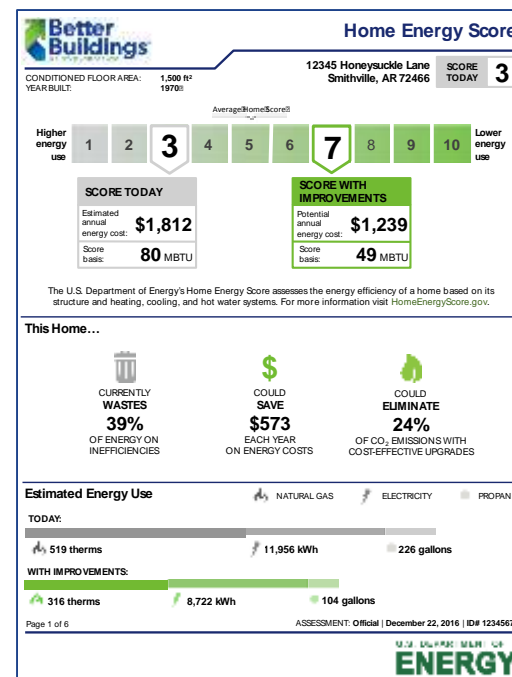 Better
Buildings
Home Energy Score
12345 Honeysuckle Lane
Smithville, AR 72466
SCORE
TODAY
3
CONDITIONED FLOOR AREA: 1,500 ft²
YEAR BUILT: 1970
Average Home Score
Higher
energy
use
1 2 3 4 5 6 7 8 9 10
Lower
energy
use
SCORE TODAY
Estimated
annual
energy cost:
$1,812
Score
basis:
80 MBTU
SCORE WITH
IMPROVEMENTS
Potential
annual
energy cost:
$1,239
Score
basis:
49 MBTU
The U.S. Department of Energy's Home Energy Score assesses the energy efficiency of a home based on its
structure and heating, cooling, and hot water systems. For more information visit HomeEnergyScore.gov.
This Home...
CURRENTLY
WASTES
39%
OF ENERGY ON
INEFFICIENCIES
$
COULD
SAVE
$573
EACH YEAR
ON ENERGY COSTS
COULD
ELIMINATE
24%
OF CO₂ EMISSIONS WITH
COST-EFFECTIVE UPGRADES
Estimated Energy Use
NATURAL GAS ELECTRICITY PROPAN
TODAY:
519 therms 11,956 kWh 226 gallons
WITH IMPROVEMENTS:
316 therms 8,722 kWh 104 gallons
Page 1 of 6
ASSESSMENT: Official | December 22, 2016 | ID# 1234567
U.S. DEPARTMENT OF
ENERGY